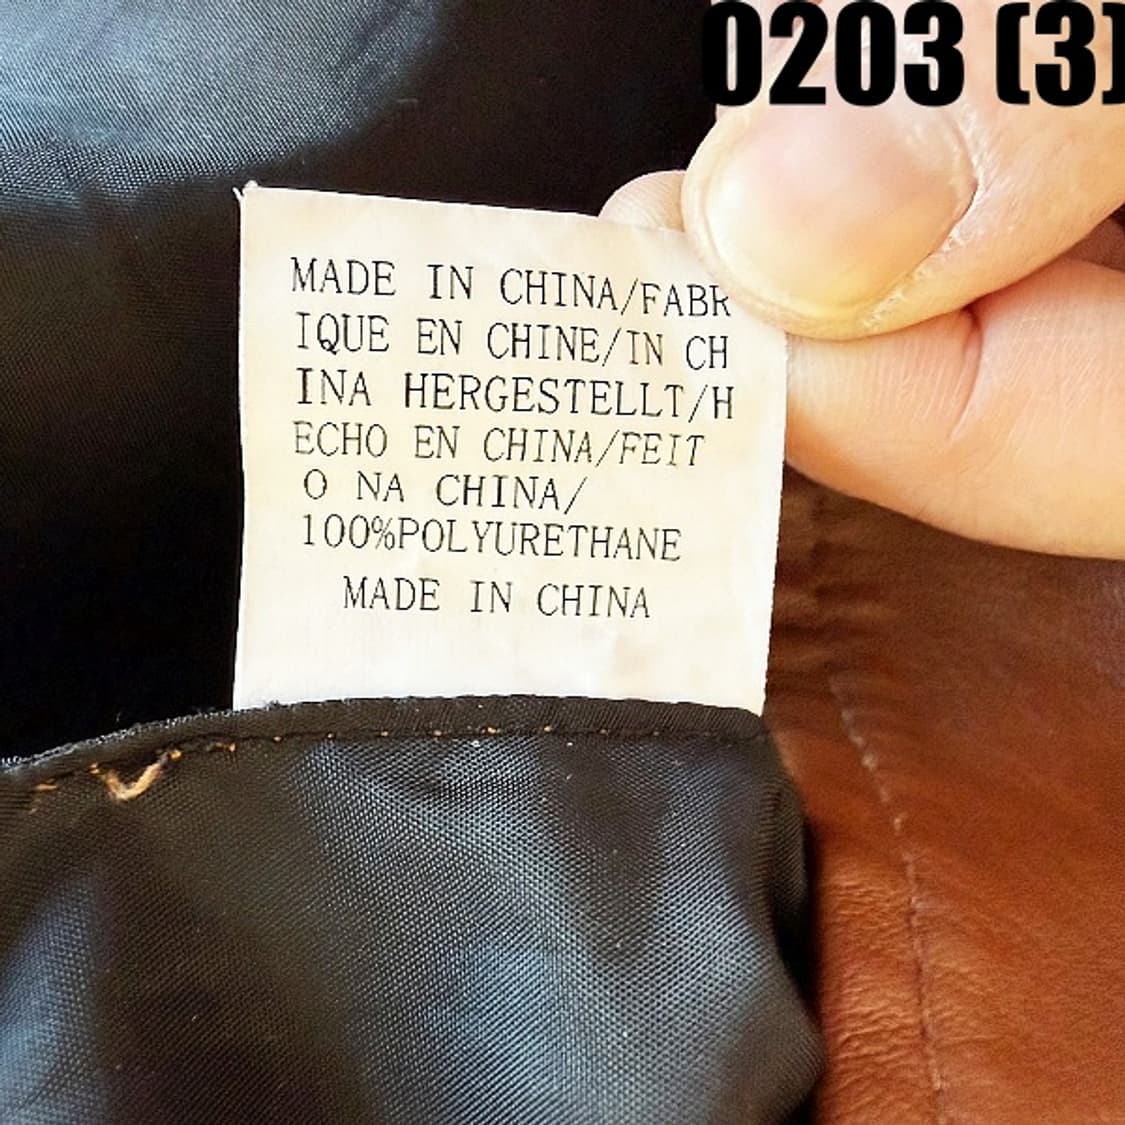 0203 (3)
MADE IN CHINA/FABR
IQUE EN CHINE/IN CH
INA HERGESTELLT/H
ECHO EN CHINA/FEIT
O NA CHINA/
100%POLYURETHANE
MADE IN CHINA